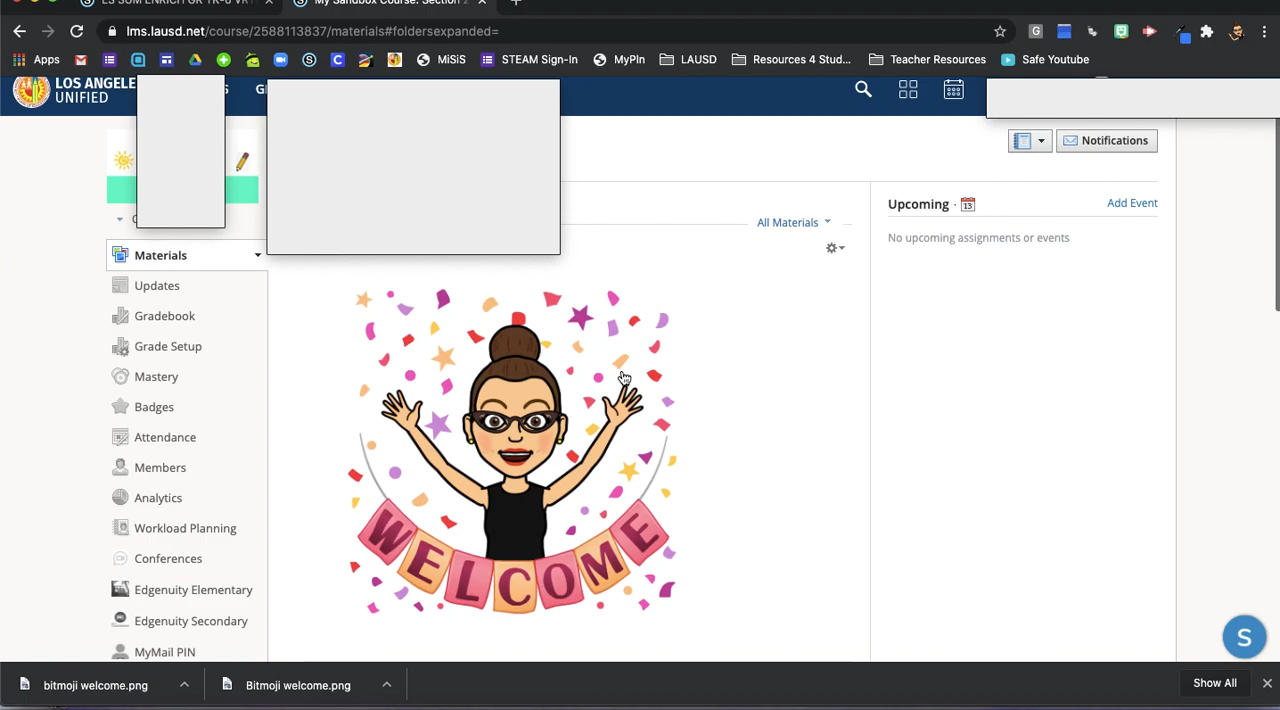 My Sandbox Course: Section 2
lms.lausd.net/course/2588113837/materials#foldersexpanded=
Apps
MiSiS
STEAM Sign-In
MyPln
LAUSD
Resources 4 Stud...
Teacher Resources
Safe Youtube
LOS ANGELES
UNIFIED
Notifications
All Materials
Upcoming ·
13
Add Event
No upcoming assignments or events
Materials
Updates
Gradebook
Grade Setup
Mastery
Badges
Attendance
Members
Analytics
Workload Planning
Conferences
Edgenuity Elementary
Edgenuity Secondary
MyMail PIN
WELCOME
S
bitmoji welcome.png
Bitmoji welcome.png
Show All